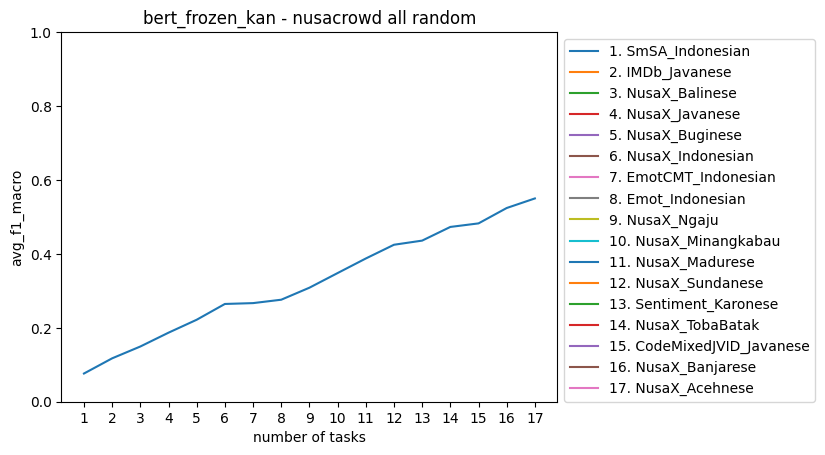 bert_frozen_kan - nusacrowd all random
avg_f1_macro
1.0
0.8
0.6
0.4
0.2
0.0
1 2 3 4 5 6 7 8 9 10 11 12 13 14 15 16 17
number of tasks
1. SmSA_Indonesian
2. IMDb_Javanese
3. NusaX_Balinese
4. NusaX_Javanese
5. NusaX_Buginese
6. NusaX_Indonesian
7. EmotCMT_Indonesian
8. Emot_Indonesian
9. NusaX_Ngaju
10. NusaX_Minangkabau
11. NusaX_Madurese
12. NusaX_Sundanese
13. Sentiment_Karonese
14. NusaX_TobaBatak
15. CodeMixedJVID_Javanese
16. NusaX_Banjarese
17. NusaX_Acehnese